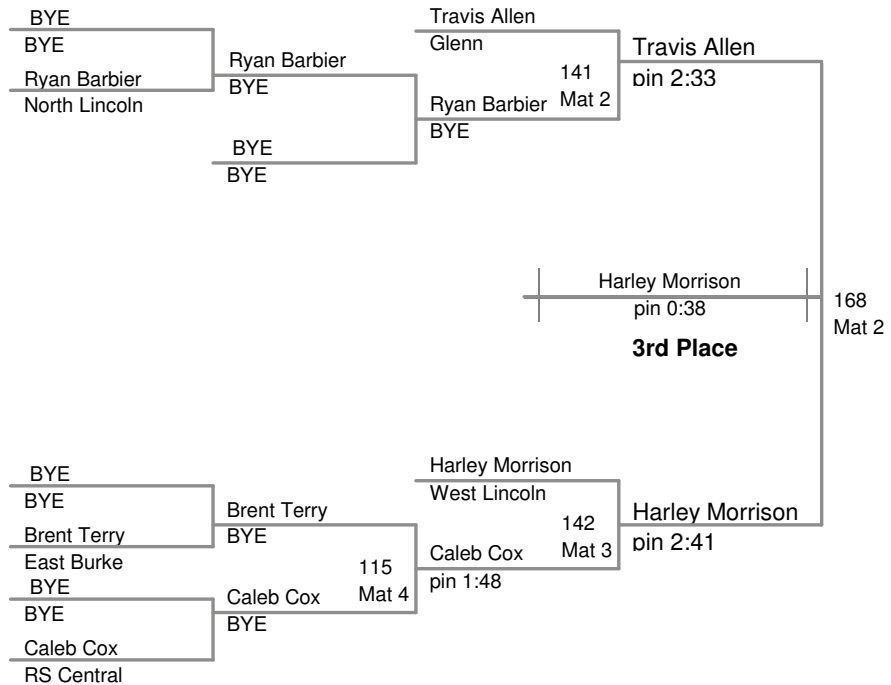 BYE
BYE
Ryan Barbier
North Lincoln
Ryan Barbier
BYE
BYE
BYE
Travis Allen
Glenn
Ryan Barbier
BYE
141
Mat 2
Travis Allen
pin 2:33
Harley Morrison
pin 0:38
3rd Place
168
Mat 2
BYE
BYE
Brent Terry
East Burke
BYE
BYE
Caleb Cox
RS Central
Brent Terry
BYE
Caleb Cox
BYE
115
Mat 4
Harley Morrison
West Lincoln
Caleb Cox
pin 1:48
142
Mat 3
Harley Morrison
pin 2:41